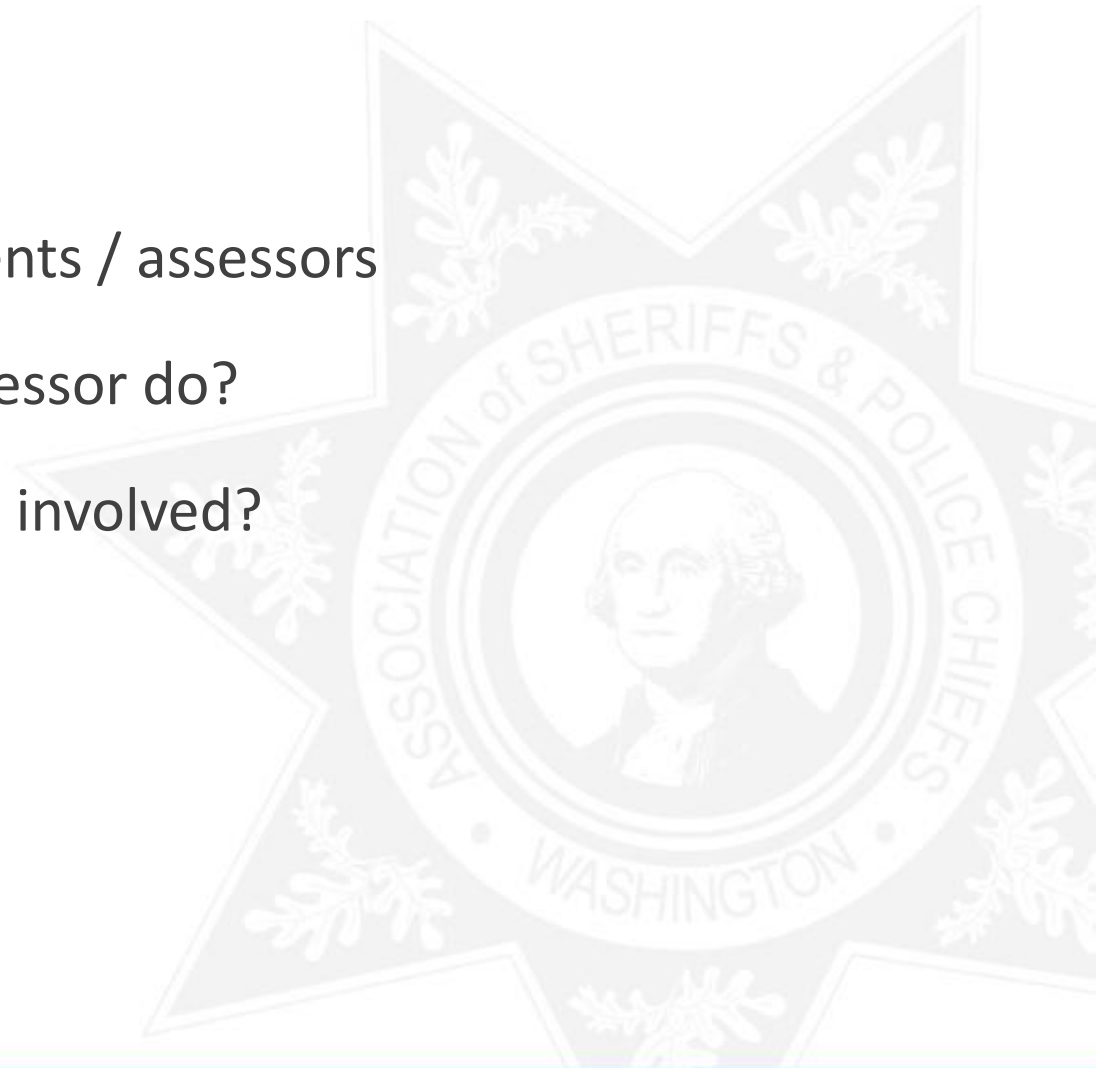 nts / assessors
essor do?
involved?
ASSOCIATION of SHERIFFS & POLICE CHIEFS
• WASHINGTON •